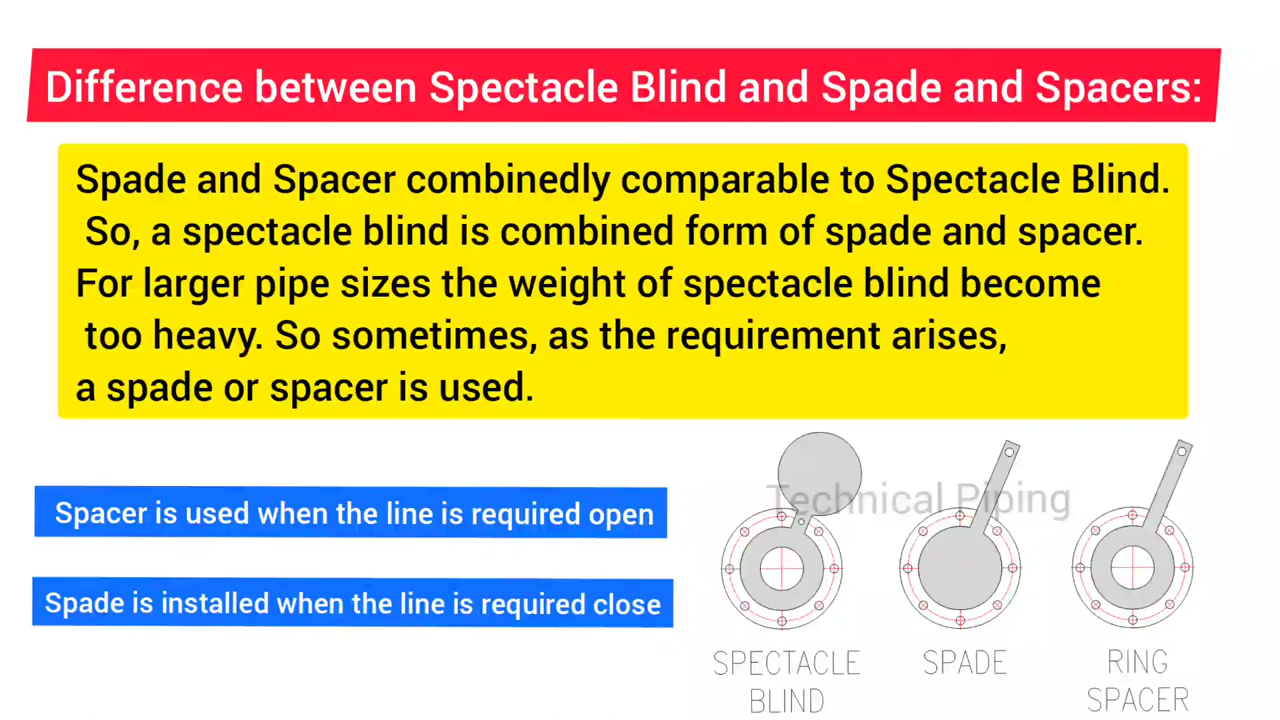 Difference between Spectacle Blind and Spade and Spacers:
Spade and Spacer combinedly comparable to Spectacle Blind.
So, a spectacle blind is combined form of spade and spacer.
For larger pipe sizes the weight of spectacle blind become
too heavy. So sometimes, as the requirement arises,
a spade or spacer is used.
Spacer is used when the line is required open
Spade is installed when the line is required close
Technical Piping
SPECTACLE
BLIND
SPADE
RING
SPACER